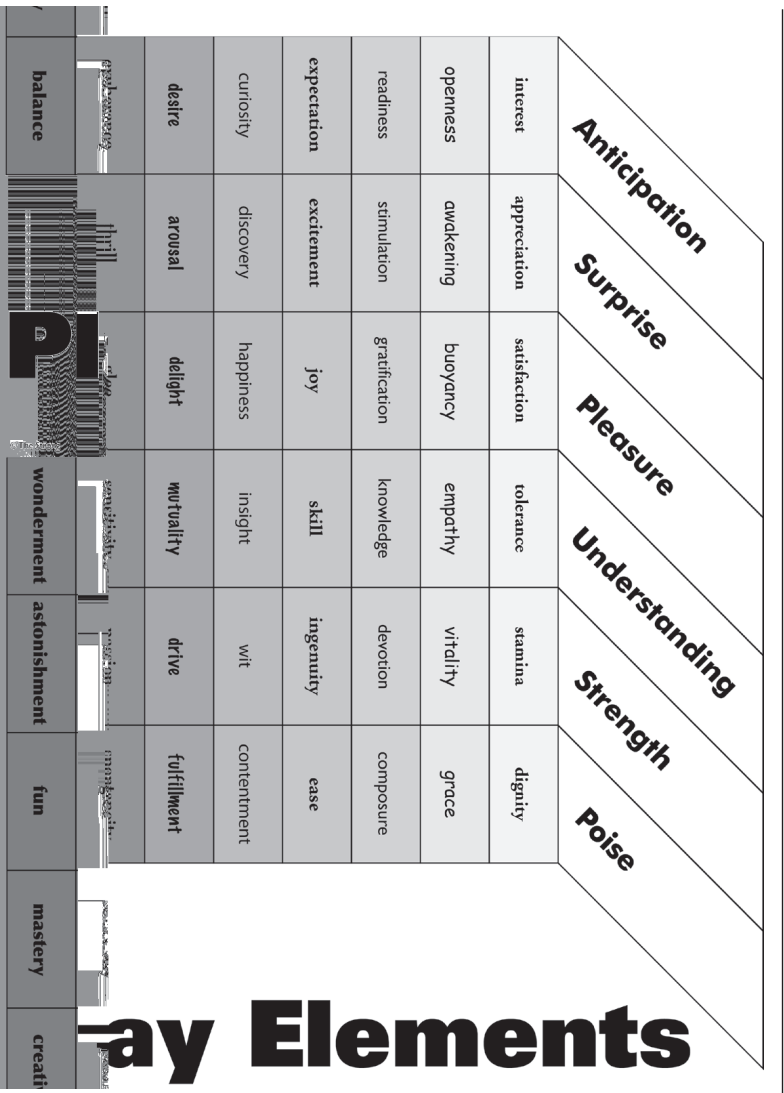 Anticipation
Surprise
Pleasure
Understanding
Strength
Poise
interest
appreciation
satisfaction
tolerance
stamina
dignity
openness
awakening
buoyancy
empathy
vitality
grace
readiness
stimulation
gratification
knowledge
devotion
composure
expectation
excitement
joy
skill
ingenuity
ease
curiosity
discovery
happiness
insight
wit
contentment
desire
arousal
delight
mutuality
drive
fulfillment
thrill
balance
wonderment
astonishment
fun
mastery
Pl
ay Elements